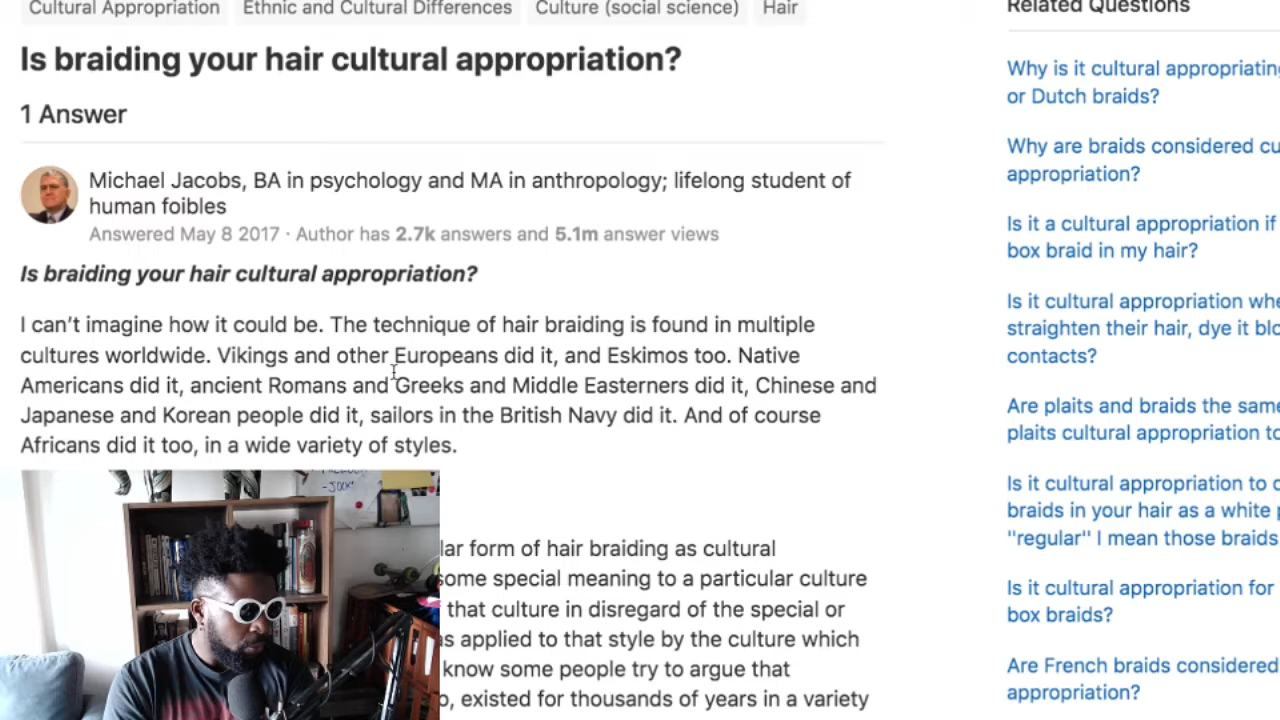 Cultural Appropriation Ethnic and Cultural Differences Culture (social science) Hair
Is braiding your hair cultural appropriation?
1 Answer
Michael Jacobs, BA in psychology and MA in anthropology; lifelong student of
human foibles
Answered May 8 2017 · Author has 2.7k answers and 5.1m answer views
Is braiding your hair cultural appropriation?
I can’t imagine how it could be. The technique of hair braiding is found in multiple
cultures worldwide. Vikings and other Europeans did it, and Eskimos too. Native
Americans did it, ancient Romans and Greeks and Middle Easterners did it, Chinese and
Japanese and Korean people did it, sailors in the British Navy did it. And of course
Africans did it too, in a wide variety of styles.
form of hair braiding as cultural
some special meaning to a particular culture
that culture in disregard of the special or
applied to that style by the culture which
know some people try to argue that
existed for thousands of years in a variety
-JOCK'
Related Questions
Why is it cultural appropriating
or Dutch braids?
Why are braids considered
appropriation?
Is it a cultural appropriation if
box braid in my hair?
Is it cultural appropriation
straighten their hair, dye it
contacts?
Are plaits and braids the same
plaits cultural appropriation
Is it cultural appropriation to
braids in your hair as a white
"regular" I mean those braids
Is it cultural appropriation for
box braids?
Are French braids considered
appropriation?